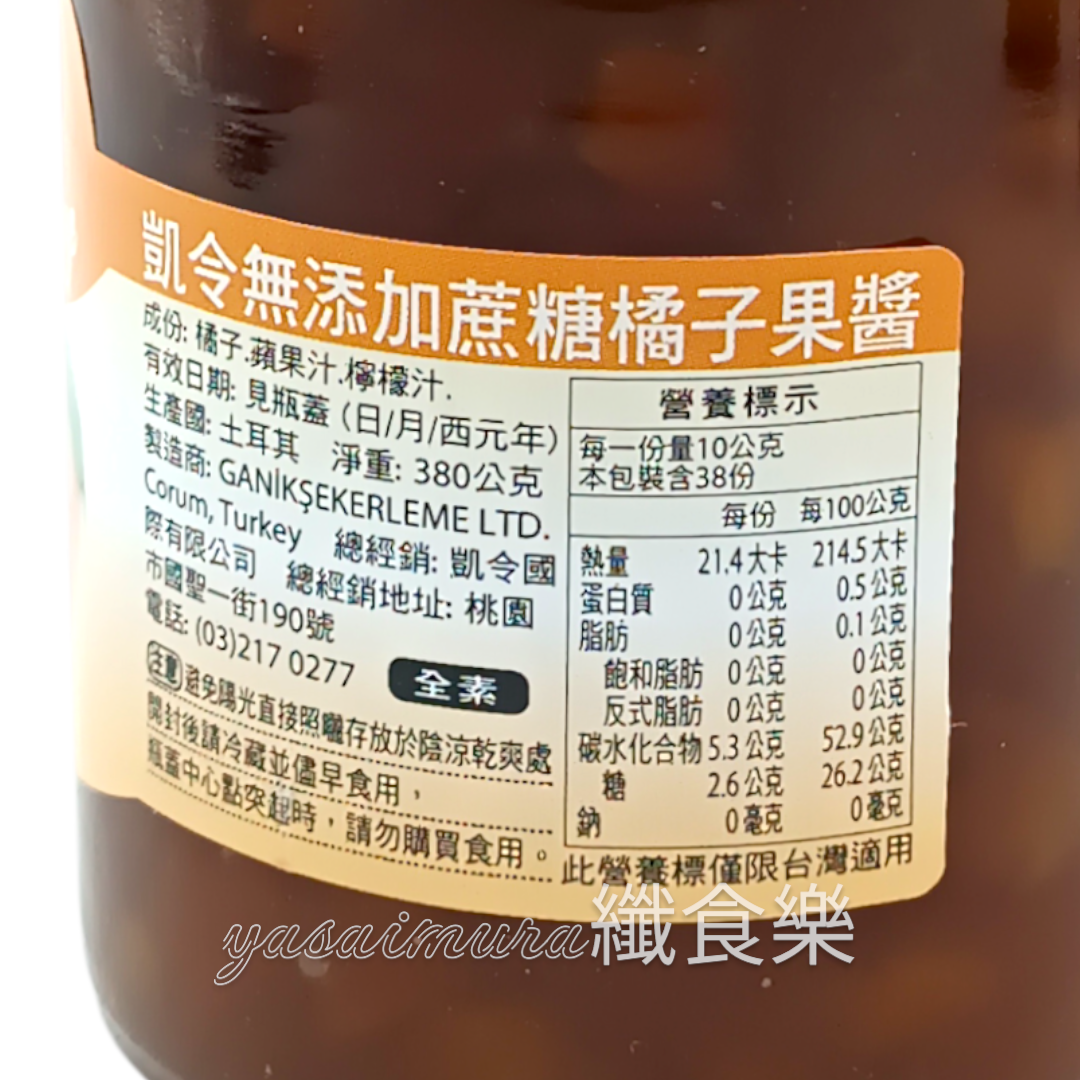 凱令無添加蔗糖橘子果醬
成份: 橘子.蘋果汁.檸檬汁.
有效日期: 見瓶蓋 (日/月/西元年)
生產國: 土耳其 淨重: 380公克
製造商: GANİKŞEKERLEME LTD.
Corum, Turkey 總經銷: 凱令國
際有限公司 總經銷地址: 桃園
市國聖一街190號
電話: (03)217 0277 全素
注意 避免陽光直接照曬存放於陰涼乾爽處
開封後請冷藏並儘早食用，
瓶蓋中心點突起時，請勿購買食用。
營養標示
每一份量10公克
本包裝含38份
每份 每100公克
熱量 21.4大卡 214.5大卡
蛋白質 0公克 0.5公克
脂肪 0公克 0.1公克
飽和脂肪 0公克 0公克
反式脂肪 0公克 0公克
碳水化合物 5.3公克 52.9公克
糖 2.6公克 26.2公克
鈉 0毫克 0毫克
此營養標僅限台灣適用
yasaimura纖食樂